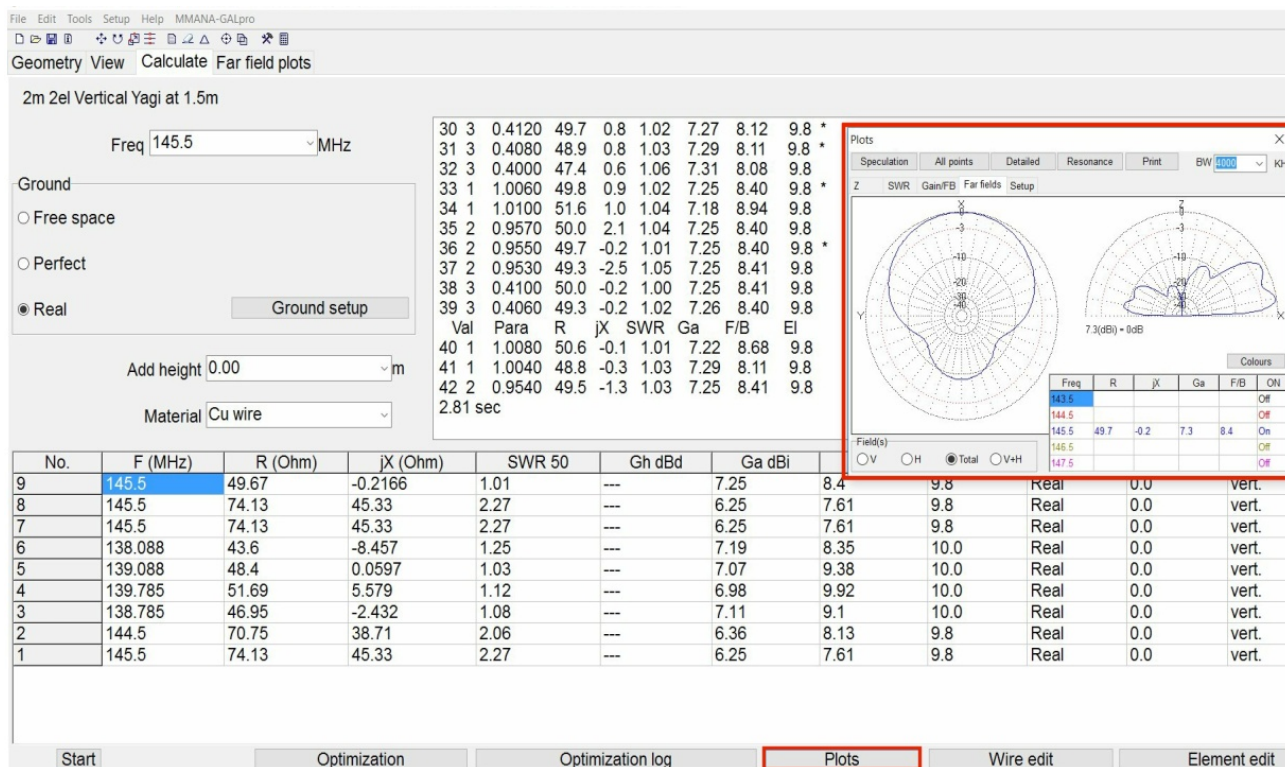 File Edit Tools Setup Help MMANA-GALpro
Geometry View Calculate Far field plots
2m 2el Vertical Yagi at 1.5m
Freq 145.5 MHz
Ground
Free space
Perfect
Real Ground setup
Add height 0.00 m
Material Cu wire
30 3 0.4120 49.7 0.8 1.02 7.27 8.12 9.8 *
31 3 0.4080 48.9 0.8 1.03 7.29 8.11 9.8 *
32 3 0.4000 47.4 0.6 1.06 7.31 8.08 9.8
33 1 1.0060 49.8 0.9 1.02 7.25 8.40 9.8 *
34 1 1.0100 51.6 1.0 1.04 7.18 8.94 9.8
35 2 0.9570 50.0 2.1 1.04 7.25 8.40 9.8
36 2 0.9550 49.7 -0.2 1.01 7.25 8.40 9.8 *
37 2 0.9530 49.3 -2.5 1.05 7.25 8.41 9.8
38 3 0.4100 50.0 -0.2 1.00 7.25 8.41 9.8
39 3 0.4060 49.3 -0.2 1.02 7.26 8.40 9.8
Val Para R jX SWR Ga F/B El
40 1 1.0080 50.6 -0.1 1.01 7.22 8.68 9.8
41 1 1.0040 48.8 -0.3 1.03 7.29 8.11 9.8
42 2 0.9540 49.5 -1.3 1.03 7.25 8.41 9.8
2.81 sec
Plots X
Speculation All points Detailed Resonance Print BW 4000 KH
Z SWR Gain/FB Far fields Setup
X Z
-3 -3
-10 -10
-20 -20
-30 -30
Y X
7.3(dBi) = 0dB
Colours
Freq R jX Ga F/B ON
143.5 Off
144.5 Off
145.5 49.7 -0.2 7.3 8.4 On
146.5 Off
147.5 Off
Field(s)
V H Total V+H
No. F (MHz) R (Ohm) jX (Ohm) SWR 50 Gh dBd Ga dBi
9 145.5 49.67 -0.2166 1.01 --- 7.25 8.4 9.8 Real 0.0 vert.
8 145.5 74.13 45.33 2.27 --- 6.25 7.61 9.8 Real 0.0 vert.
7 145.5 74.13 45.33 2.27 --- 6.25 7.61 9.8 Real 0.0 vert.
6 138.088 43.6 -8.457 1.25 --- 7.19 8.35 10.0 Real 0.0 vert.
5 139.088 48.4 0.0597 1.03 --- 7.07 9.38 10.0 Real 0.0 vert.
4 139.785 51.69 5.579 1.12 --- 6.98 9.92 10.0 Real 0.0 vert.
3 138.785 46.95 -2.432 1.08 --- 7.11 9.1 10.0 Real 0.0 vert.
2 144.5 70.75 38.71 2.06 --- 6.36 8.13 9.8 Real 0.0 vert.
1 145.5 74.13 45.33 2.27 --- 6.25 7.61 9.8 Real 0.0 vert.
Start Optimization Optimization log Plots Wire edit Element edit